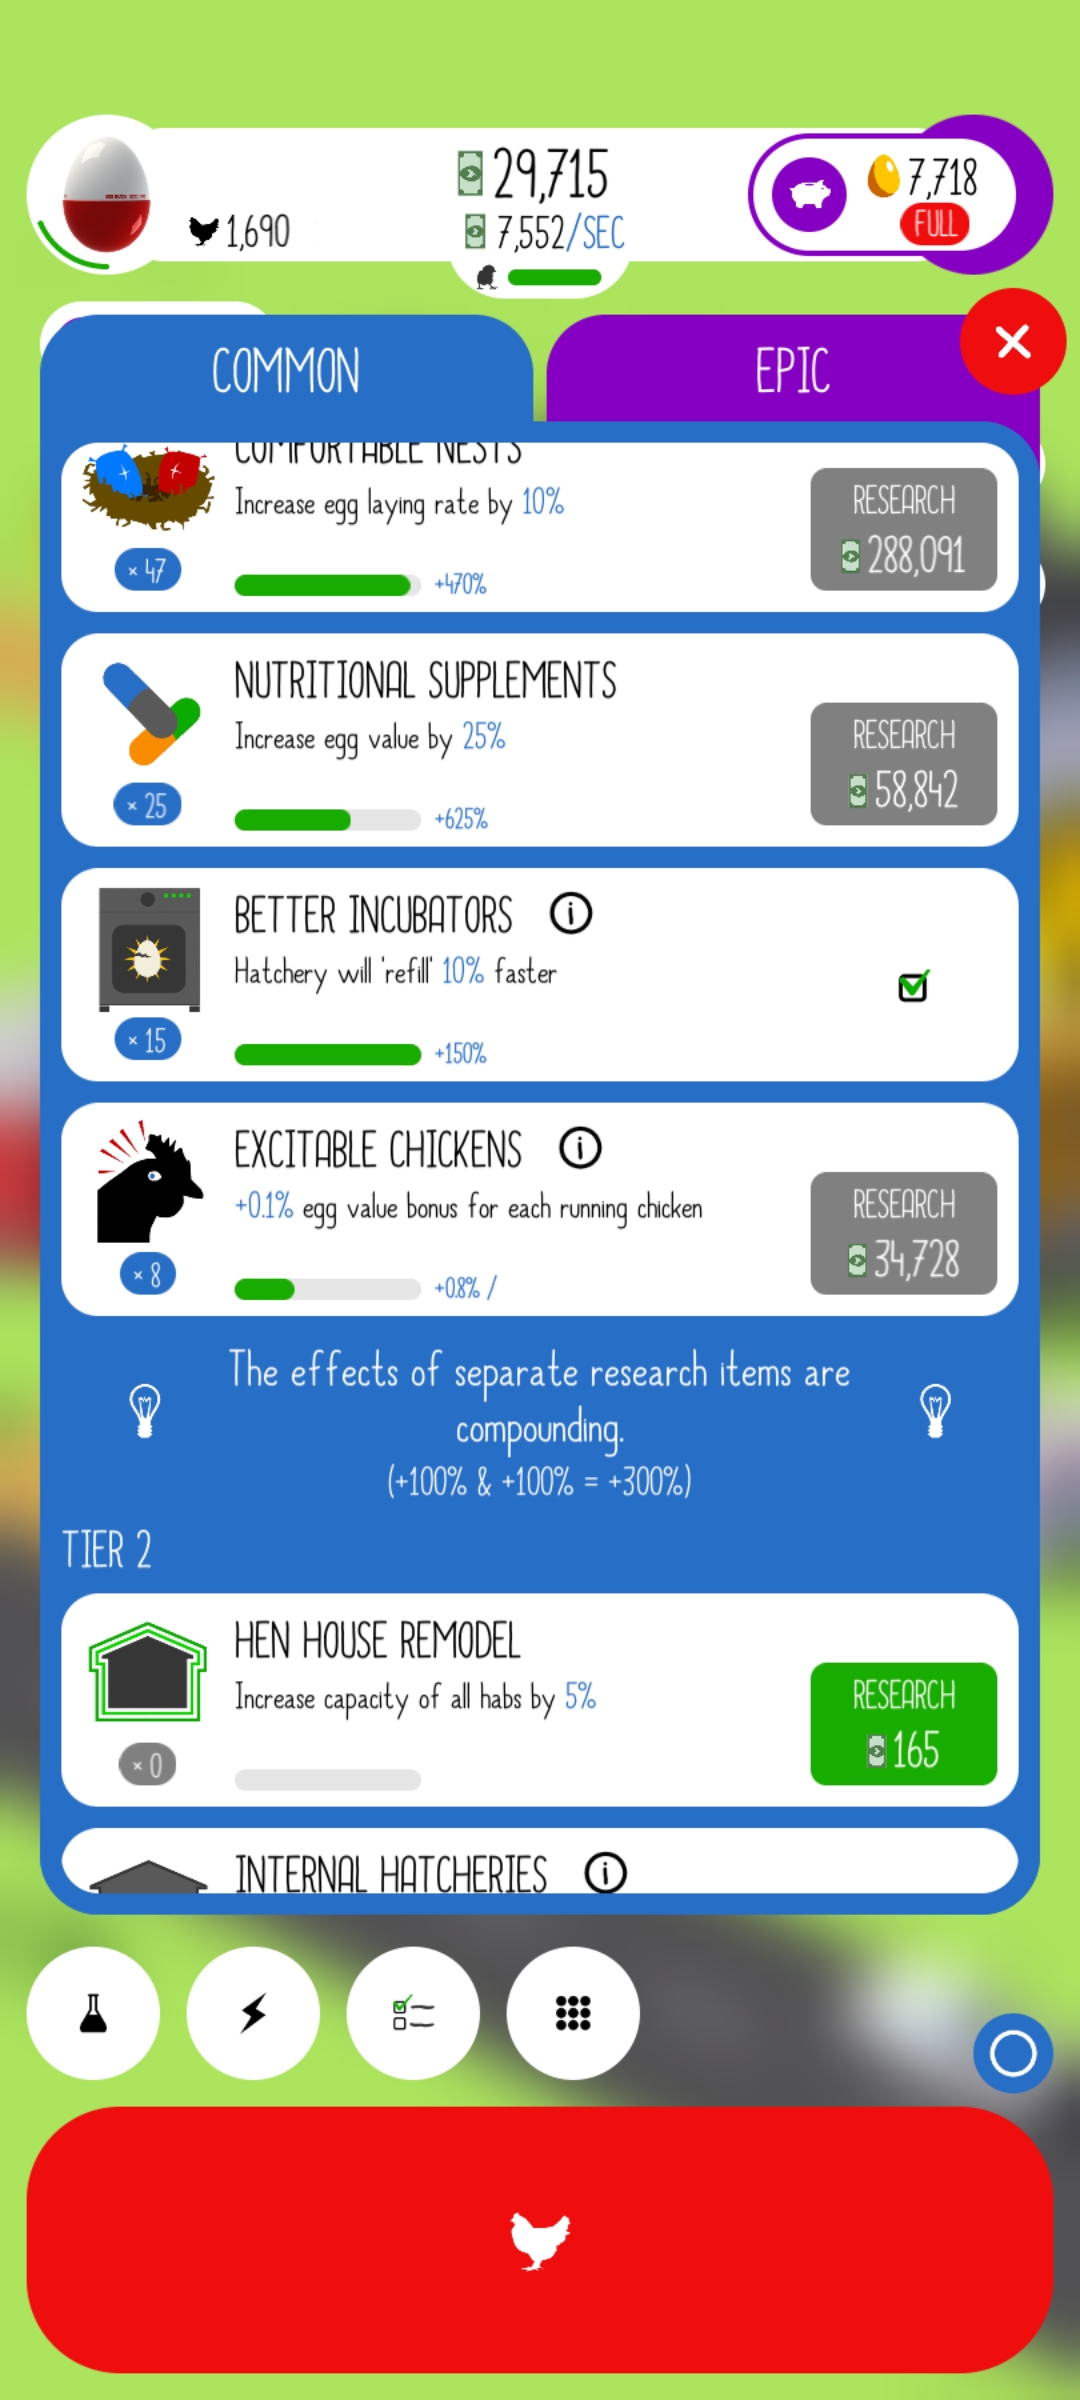 29,715
7,718
1,690
7,552/SEC
FULL
COMMON
EPIC
COMFORTABLE NESTS
Increase egg laying rate by 10%
RESEARCH
288,091
× 47
+470%
NUTRITIONAL SUPPLEMENTS
Increase egg value by 25%
RESEARCH
58,842
× 25
+625%
BETTER INCUBATORS
Hatchery will 'refill' 10% faster
× 15
+150%
EXCITABLE CHICKENS
+0.1% egg value bonus for each running chicken
RESEARCH
34,728
× 8
+0.8% /
The effects of separate research items are
compounding.
(+100% & +100% = +300%)
TIER 2
HEN HOUSE REMODEL
Increase capacity of all habs by 5%
RESEARCH
165
× 0
INTERNAL HATCHERIES